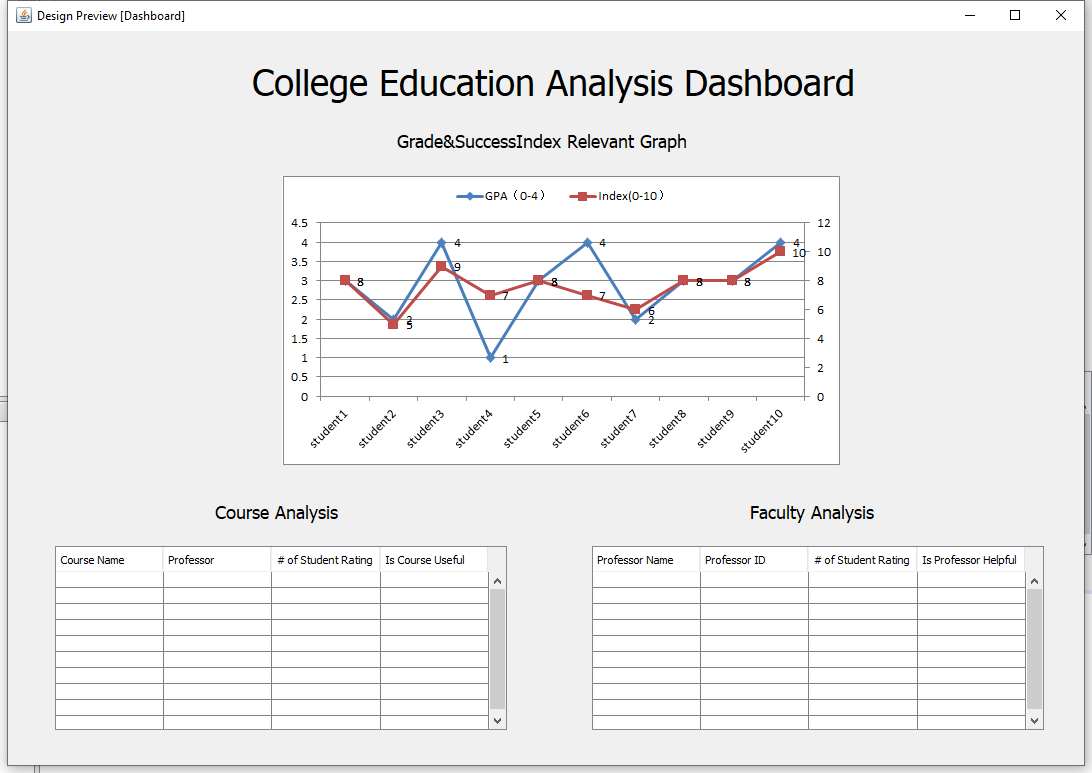 Design Preview [Dashboard]
College Education Analysis Dashboard
Grade&SuccessIndex Relevant Graph
GPA（0-4） Index(0-10）
4.5 12
4 4 4 4
10 10
3.5 9
3 8 8 8 8 8
2.5 7 7
6 6
2 2 5 2
1.5 4
1 1
2
0.5
0 0
student1 student2 student3 student4 student5 student6 student7 student8 student9 student10
Course Analysis Faculty Analysis
Course Name Professor # of Student Rating Is Course Useful Professor Name Professor ID # of Student Rating Is Professor Helpful